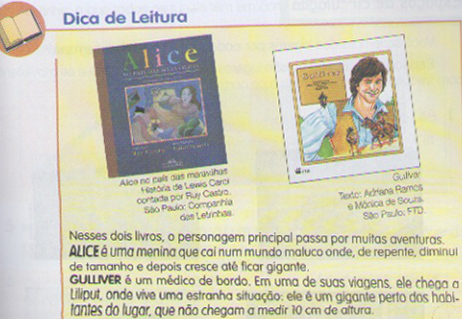 Dica de Leitura
Alice
Alice no país das maravilhas
História de Lewis Carol
contada por Ruy Castro.
São Paulo: Companhia
das Letrinhas.
Gulliver
Texto: Adriana Ramos
e Mônica de Souza.
São Paulo: FTD.
Nesses dois livros, o personagem principal passa por muitas aventuras.
ALICE é uma menina que cai num mundo maluco onde, de repente, diminui
de tamanho e depois cresce até ficar gigante.
GULLIVER é um médico de bordo. Em uma de suas viagens, ele chega a
Liliput, onde vive uma estranha situação: ele é um gigante perto dos habi-
tantes do lugar, que não chegam a medir 10 cm de altura.